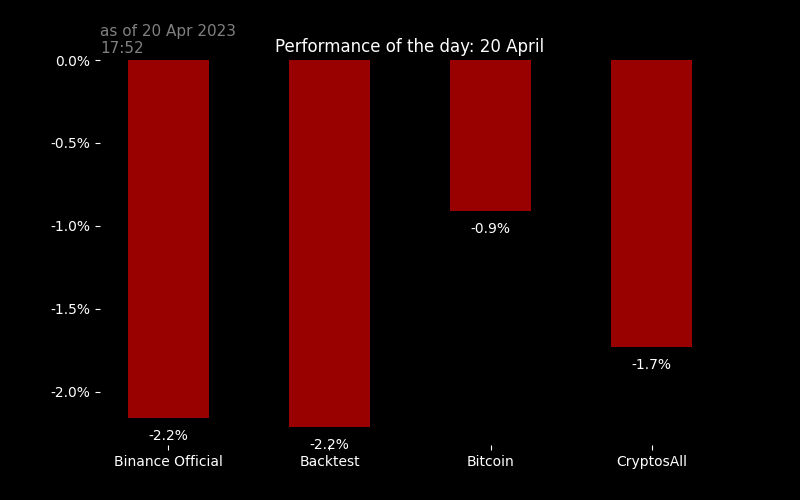 as of 20 Apr 2023
17:52
Performance of the day: 20 April
0.0%
-0.5%
-1.0%
-1.5%
-2.0%
-2.2%
-2.2%
-0.9%
-1.7%
Binance Official
Backtest
Bitcoin
CryptosAll